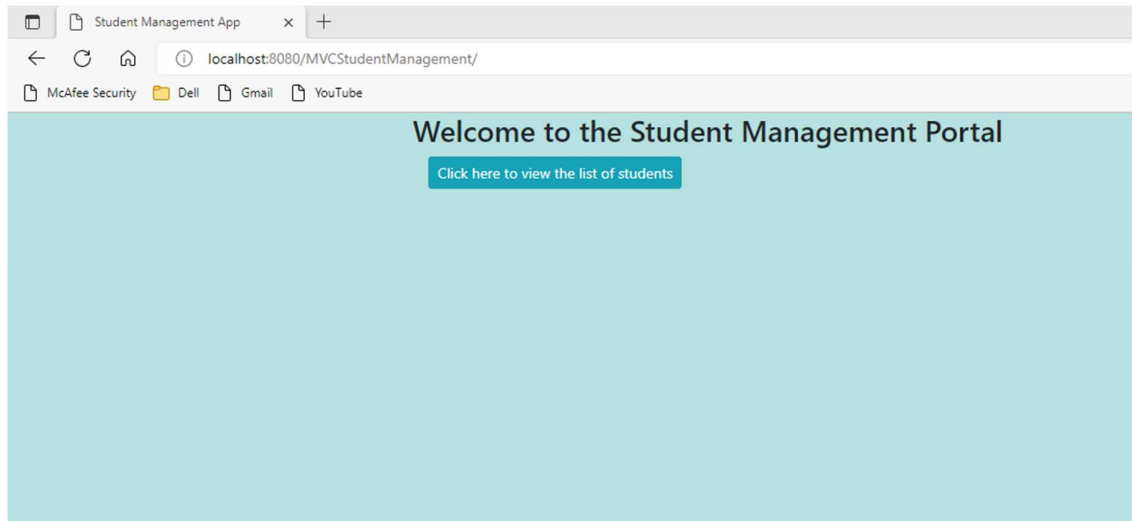 Student Management App
localhost:8080/MVCStudentManagement/
McAfee Security Dell Gmail YouTube
Welcome to the Student Management Portal
Click here to view the list of students